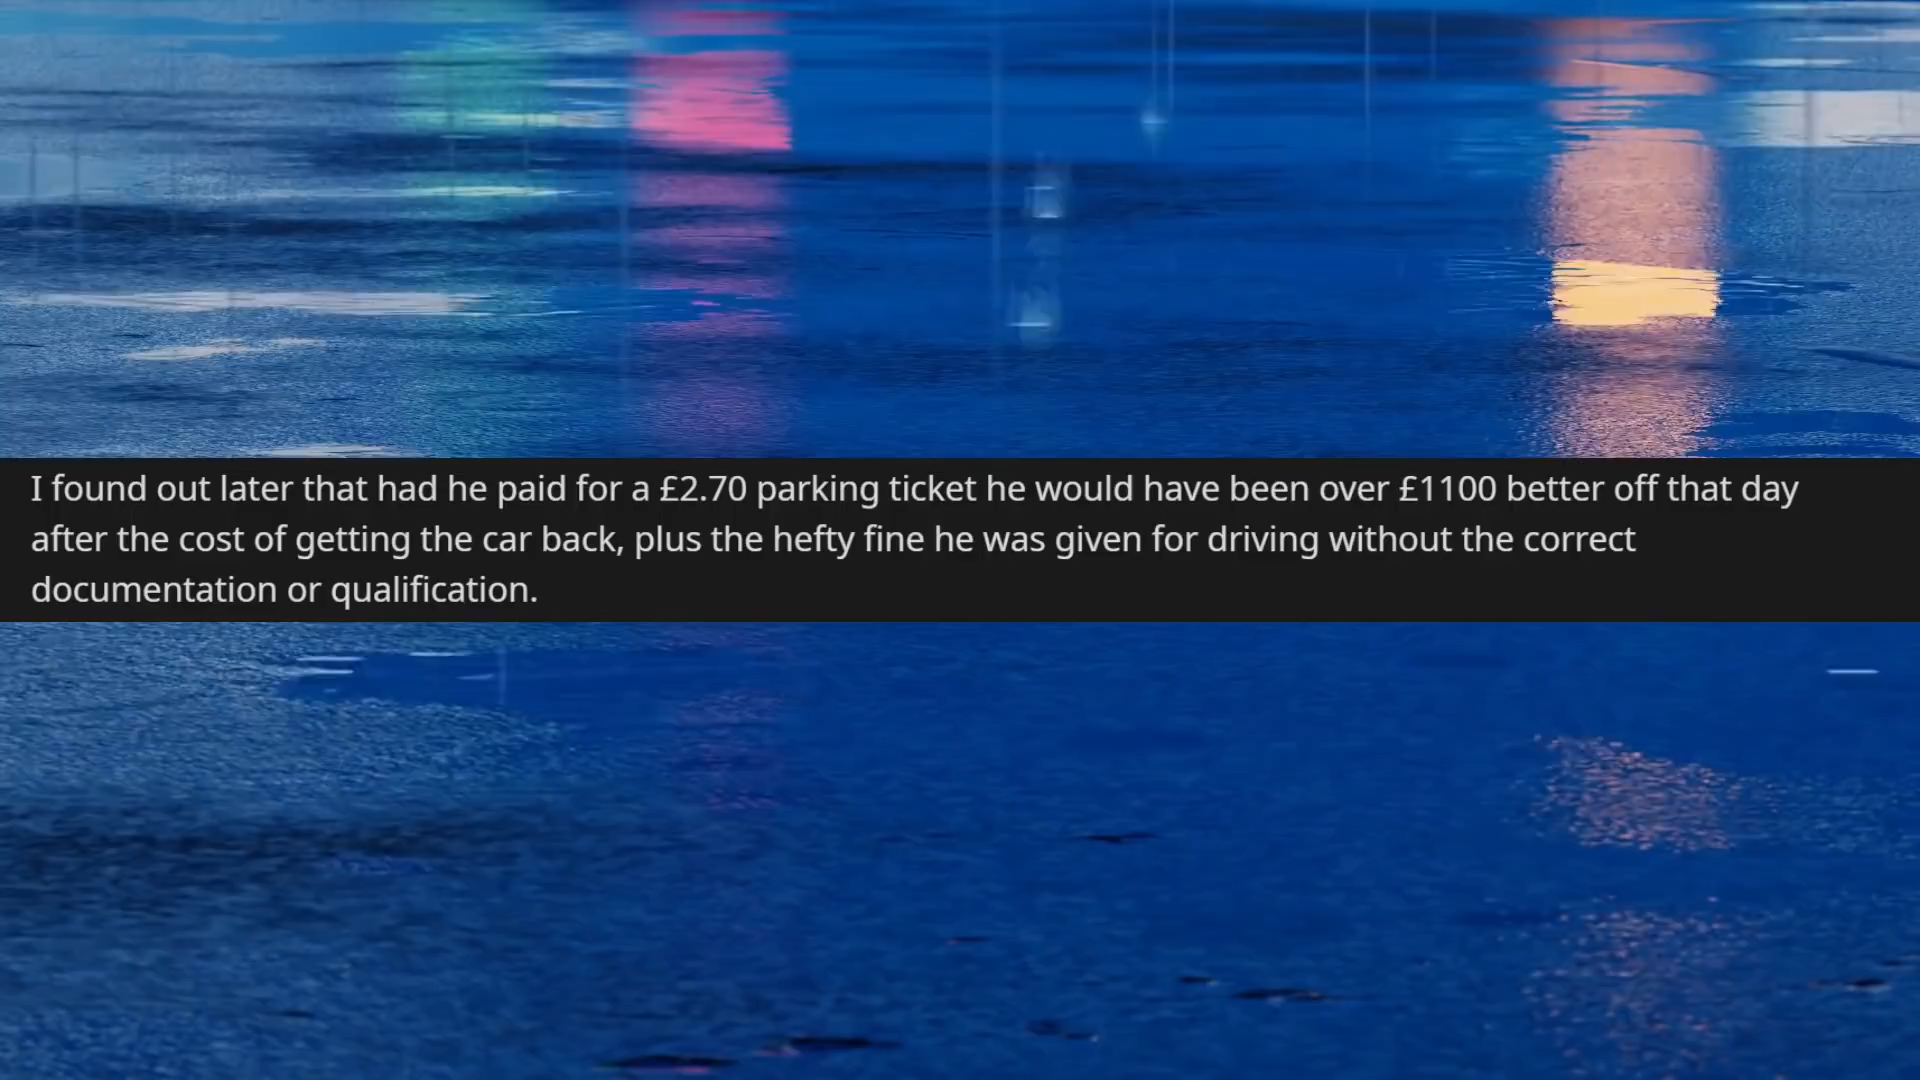 I found out later that had he paid for a £2.70 parking ticket he would have been over £1100 better off that day
after the cost of getting the car back, plus the hefty fine he was given for driving without the correct
documentation or qualification.